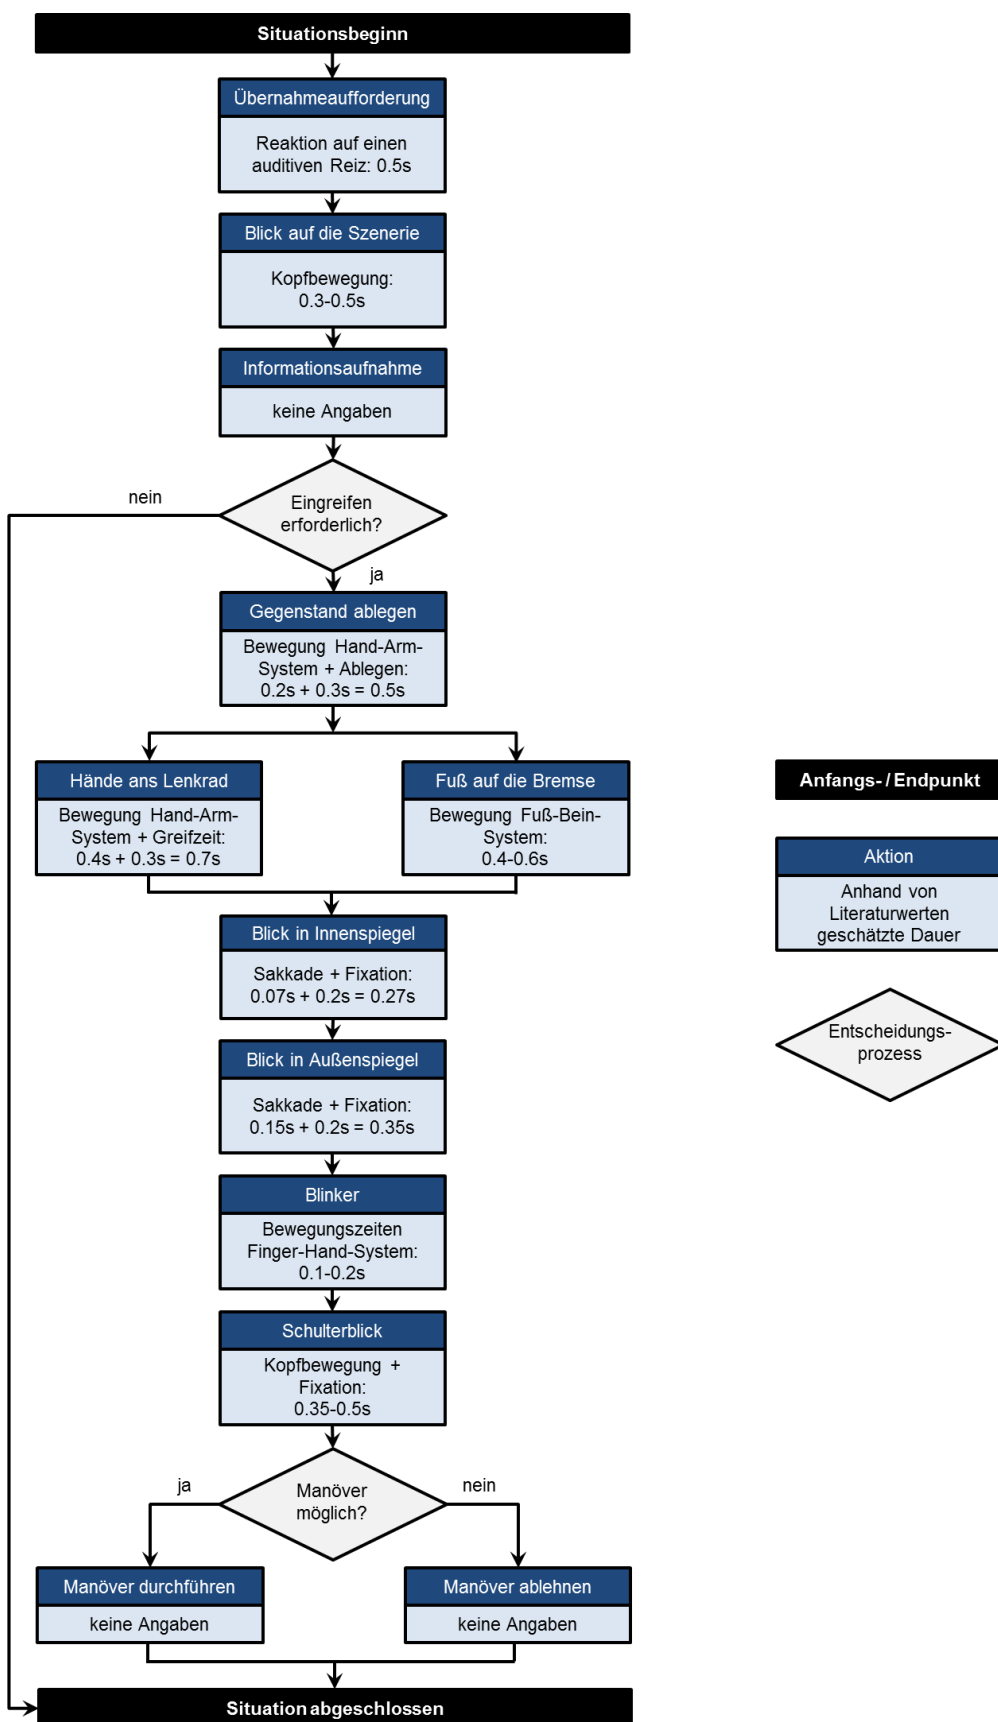 Situationsbeginn
Übernahmeaufforderung
Reaktion auf einen
auditiven Reiz: 0.5s
Blick auf die Szenerie
Kopfbewegung:
0.3-0.5s
Informationsaufnahme
keine Angaben
nein
Eingreifen
erforderlich?
ja
Gegenstand ablegen
Bewegung Hand-Arm-
System + Ablegen:
0.2s + 0.3s = 0.5s
Hände ans Lenkrad
Bewegung Hand-Arm-
System + Greifzeit:
0.4s + 0.3s = 0.7s
Fuß auf die Bremse
Bewegung Fuß-Bein-
System:
0.4-0.6s
Blick in Innenspiegel
Sakkade + Fixation:
0.07s + 0.2s = 0.27s
Blick in Außenspiegel
Sakkade + Fixation:
0.15s + 0.2s = 0.35s
Blinker
Bewegungszeiten
Finger-Hand-System:
0.1-0.2s
Schulterblick
Kopfbewegung +
Fixation:
0.35-0.5s
ja
Manöver
möglich?
nein
Manöver durchführen
keine Angaben
Manöver ablehnen
keine Angaben
Situation abgeschlossen
Anfangs- / Endpunkt
Aktion
Anhand von
Literaturwerten
geschätzte Dauer
Entscheidungs-
prozess